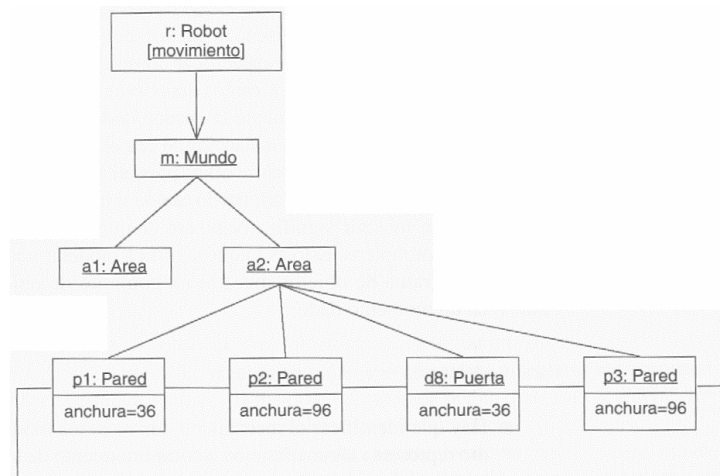 r: Robot
[movimiento]
m: Mundo
a1: Area
a2: Area
p1: Pared
anchura=36
p2: Pared
anchura=96
d8: Puerta
anchura=36
p3: Pared
anchura=96